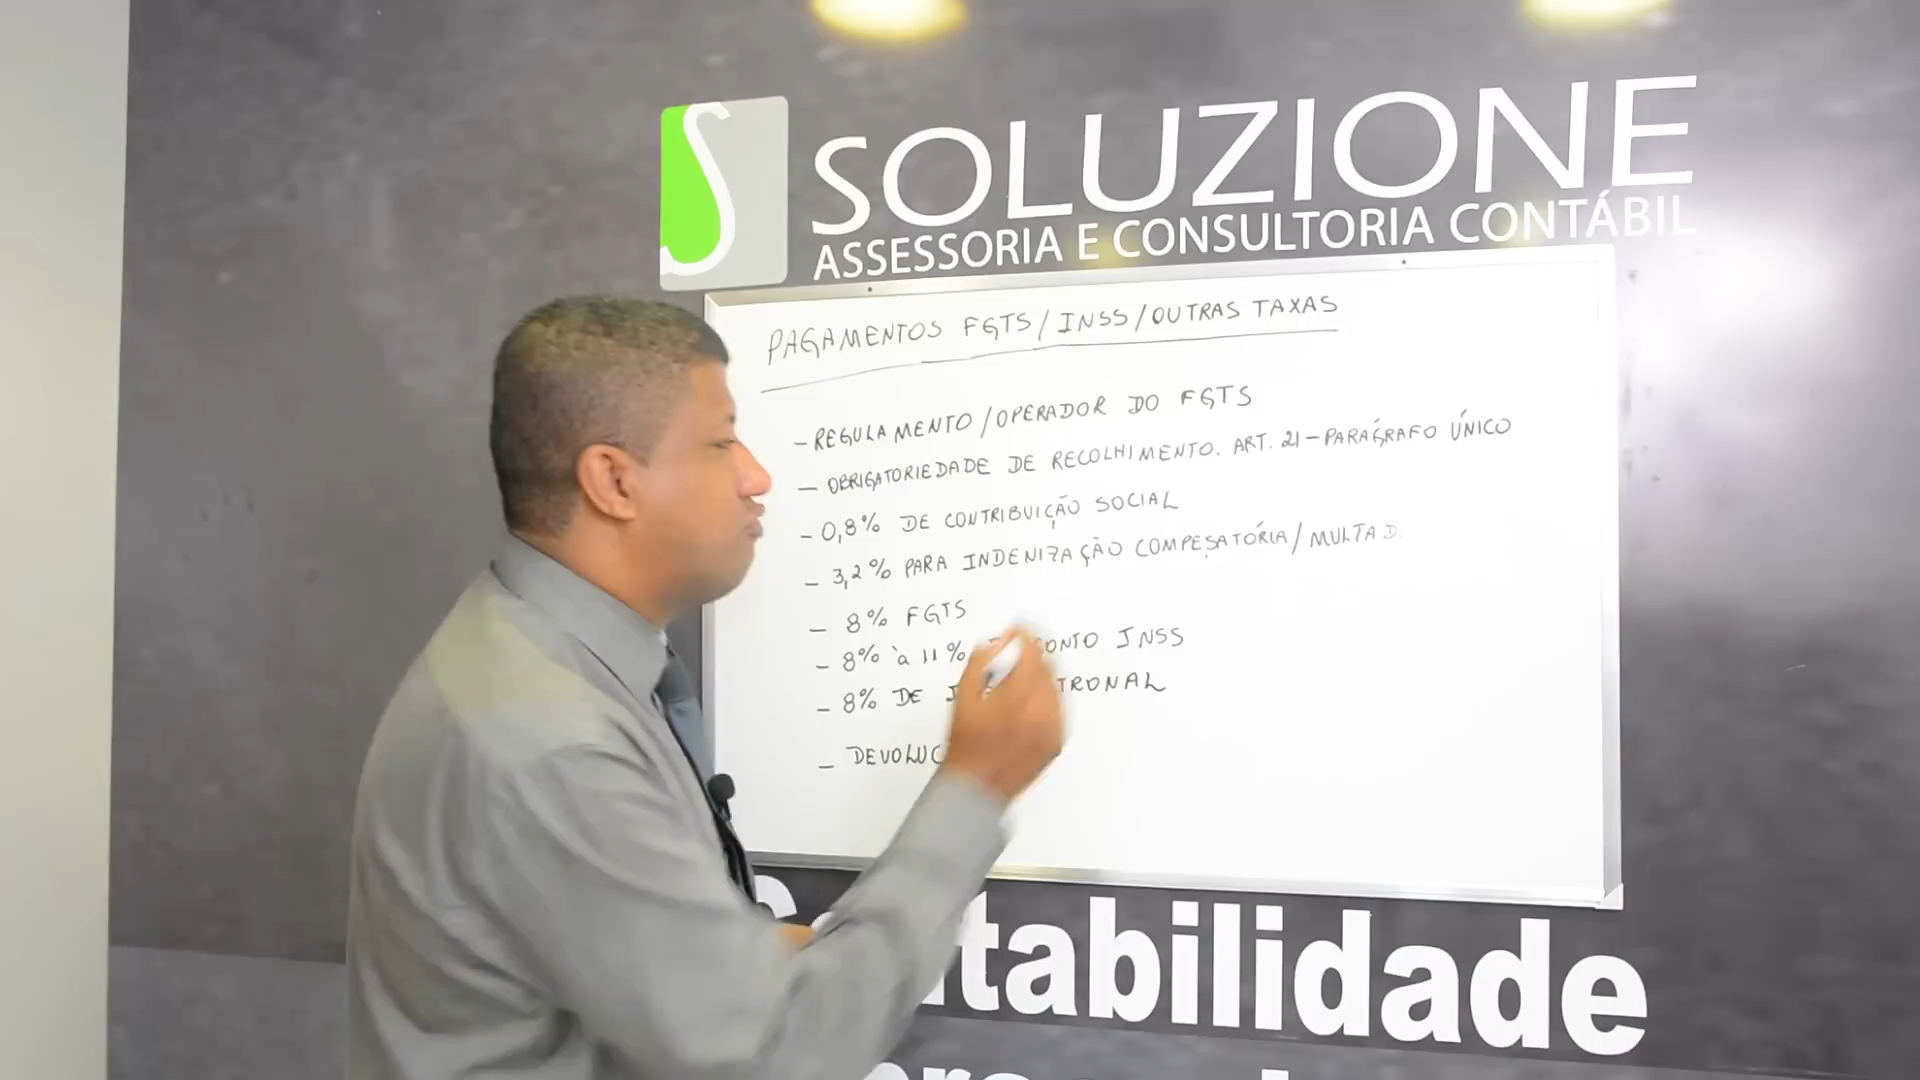 SOLUZIONE
ASSESSORIA E CONSULTORIA CONTÁBIL
PAGAMENTOS FGTS/INSS/OUTRAS TAXAS
- REGULAMENTO/OPERADOR DO FGTS
- OBRIGATORIEDADE DE RECOLHIMENTO. ART. 21-PARÁGRAFO ÚNICO
- 0,8% DE CONTRIBUIÇÃO SOCIAL
- 3,2% PARA INDENIZAÇÃO COMPESATÓRIA/MULTA D
- 8% FGTS
- 8% à 11% ONTO INSS
- 8% DE TRONAL
- DEVOLUC
tabilidade